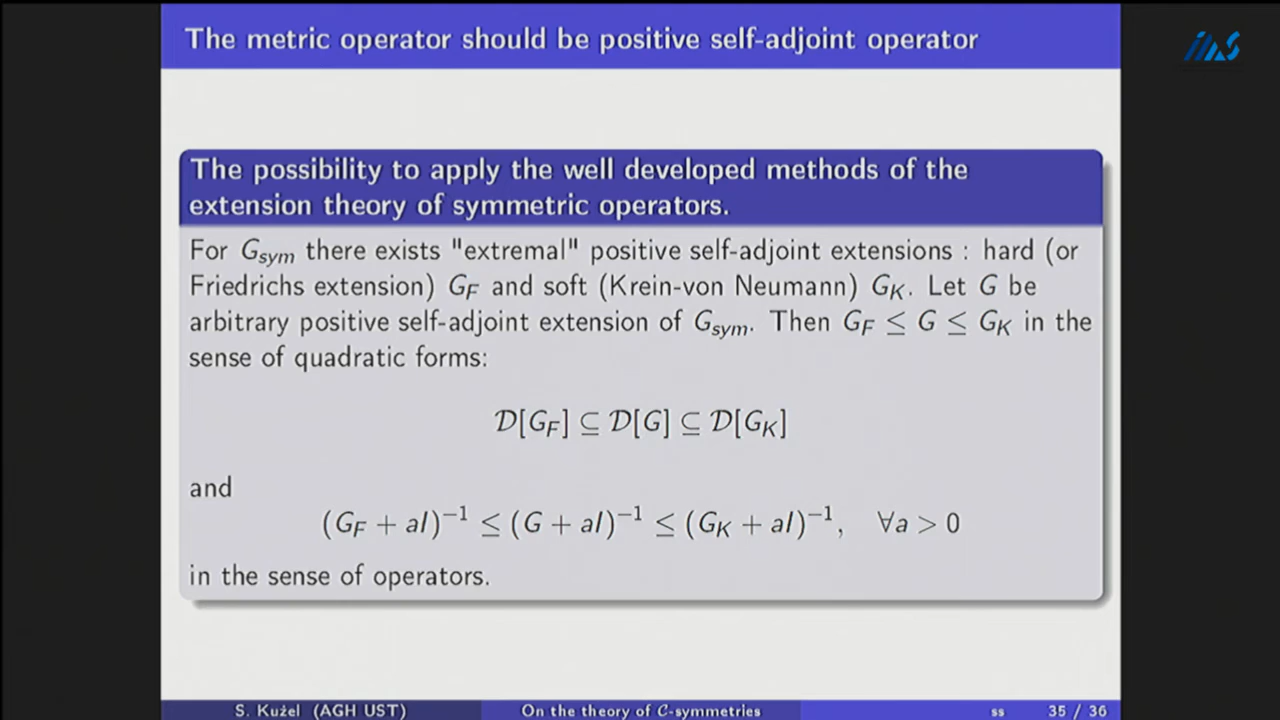 The metric operator should be positive self-adjoint operator
IIMS
The possibility to apply the well developed methods of the
extension theory of symmetric operators.
For G_sym there exists "extremal" positive self-adjoint extensions : hard (or
Friedrichs extension) G_F and soft (Krein-von Neumann) G_K. Let G be
arbitrary positive self-adjoint extension of G_sym. Then G_F ≤ G ≤ G_K in the
sense of quadratic forms:
𝒟[G_F] ⊆ 𝒟[G] ⊆ 𝒟[G_K]
and
(G_F + aI)^{-1} ≤ (G + aI)^{-1} ≤ (G_K + aI)^{-1}, ∀a > 0
in the sense of operators.
S. Kużel (AGH UST) On the theory of 𝒞-symmetries ss 35 / 36